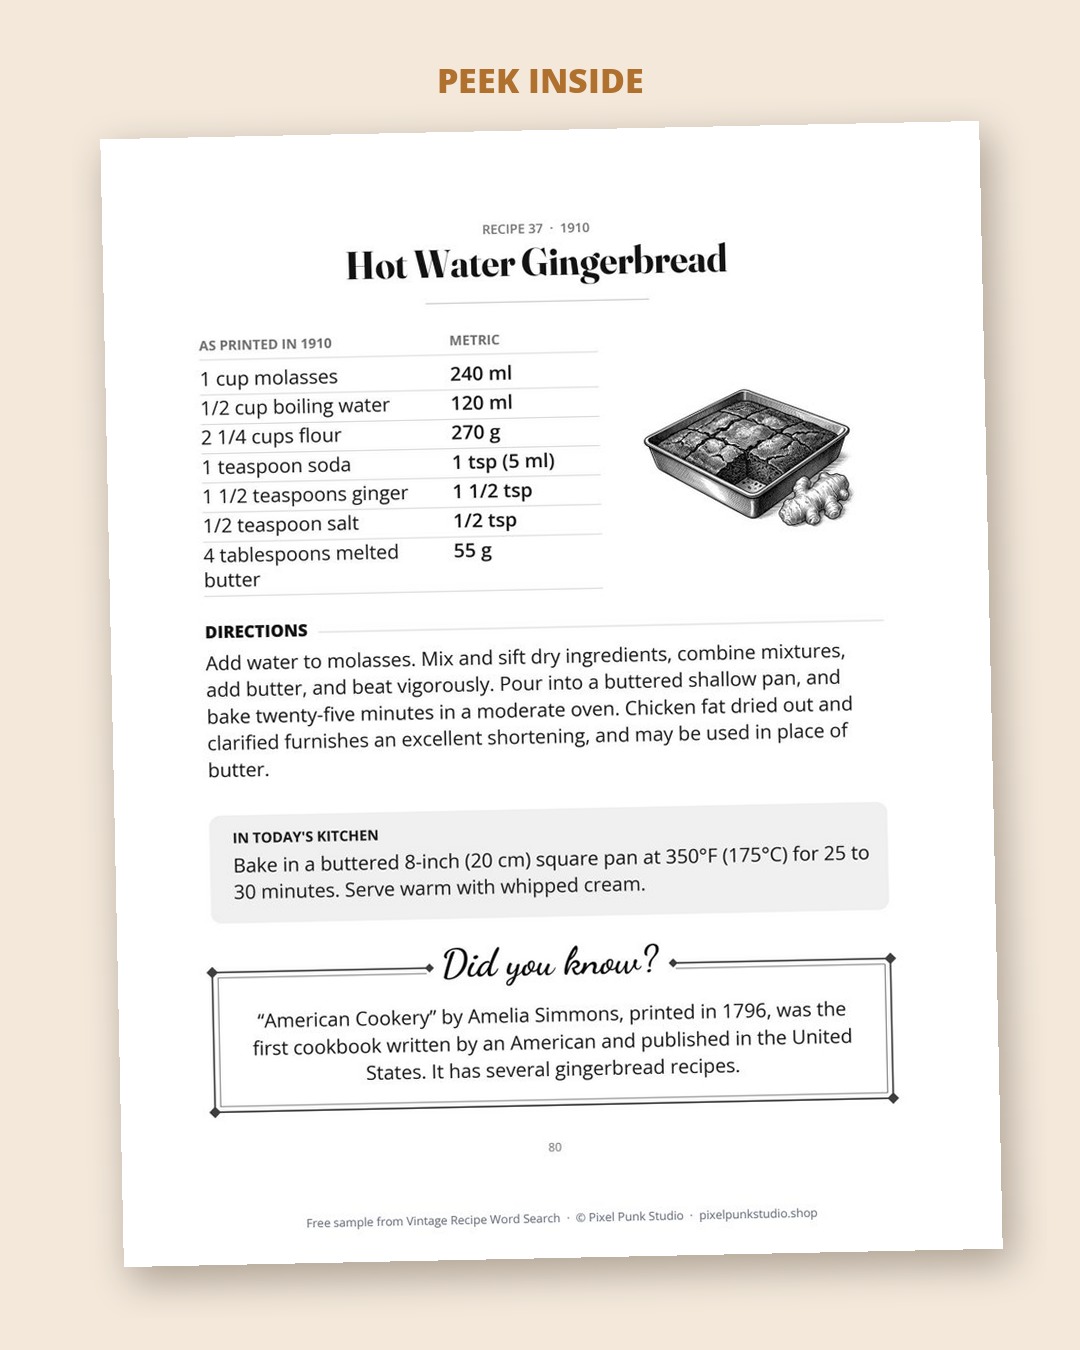 PEEK INSIDE
RECIPE 37 · 1910
Hot Water Gingerbread
AS PRINTED IN 1910 METRIC
1 cup molasses 240 ml
1/2 cup boiling water 120 ml
2 1/4 cups flour 270 g
1 teaspoon soda 1 tsp (5 ml)
1 1/2 teaspoons ginger 1 1/2 tsp
1/2 teaspoon salt 1/2 tsp
4 tablespoons melted 55 g
butter
DIRECTIONS
Add water to molasses. Mix and sift dry ingredients, combine mixtures,
add butter, and beat vigorously. Pour into a buttered shallow pan, and
bake twenty-five minutes in a moderate oven. Chicken fat dried out and
clarified furnishes an excellent shortening, and may be used in place of
butter.
IN TODAY'S KITCHEN
Bake in a buttered 8-inch (20 cm) square pan at 350°F (175°C) for 25 to
30 minutes. Serve warm with whipped cream.
Did you know?
“American Cookery” by Amelia Simmons, printed in 1796, was the
first cookbook written by an American and published in the United
States. It has several gingerbread recipes.
80
Free sample from Vintage Recipe Word Search · © Pixel Punk Studio · pixelpunkstudio.shop